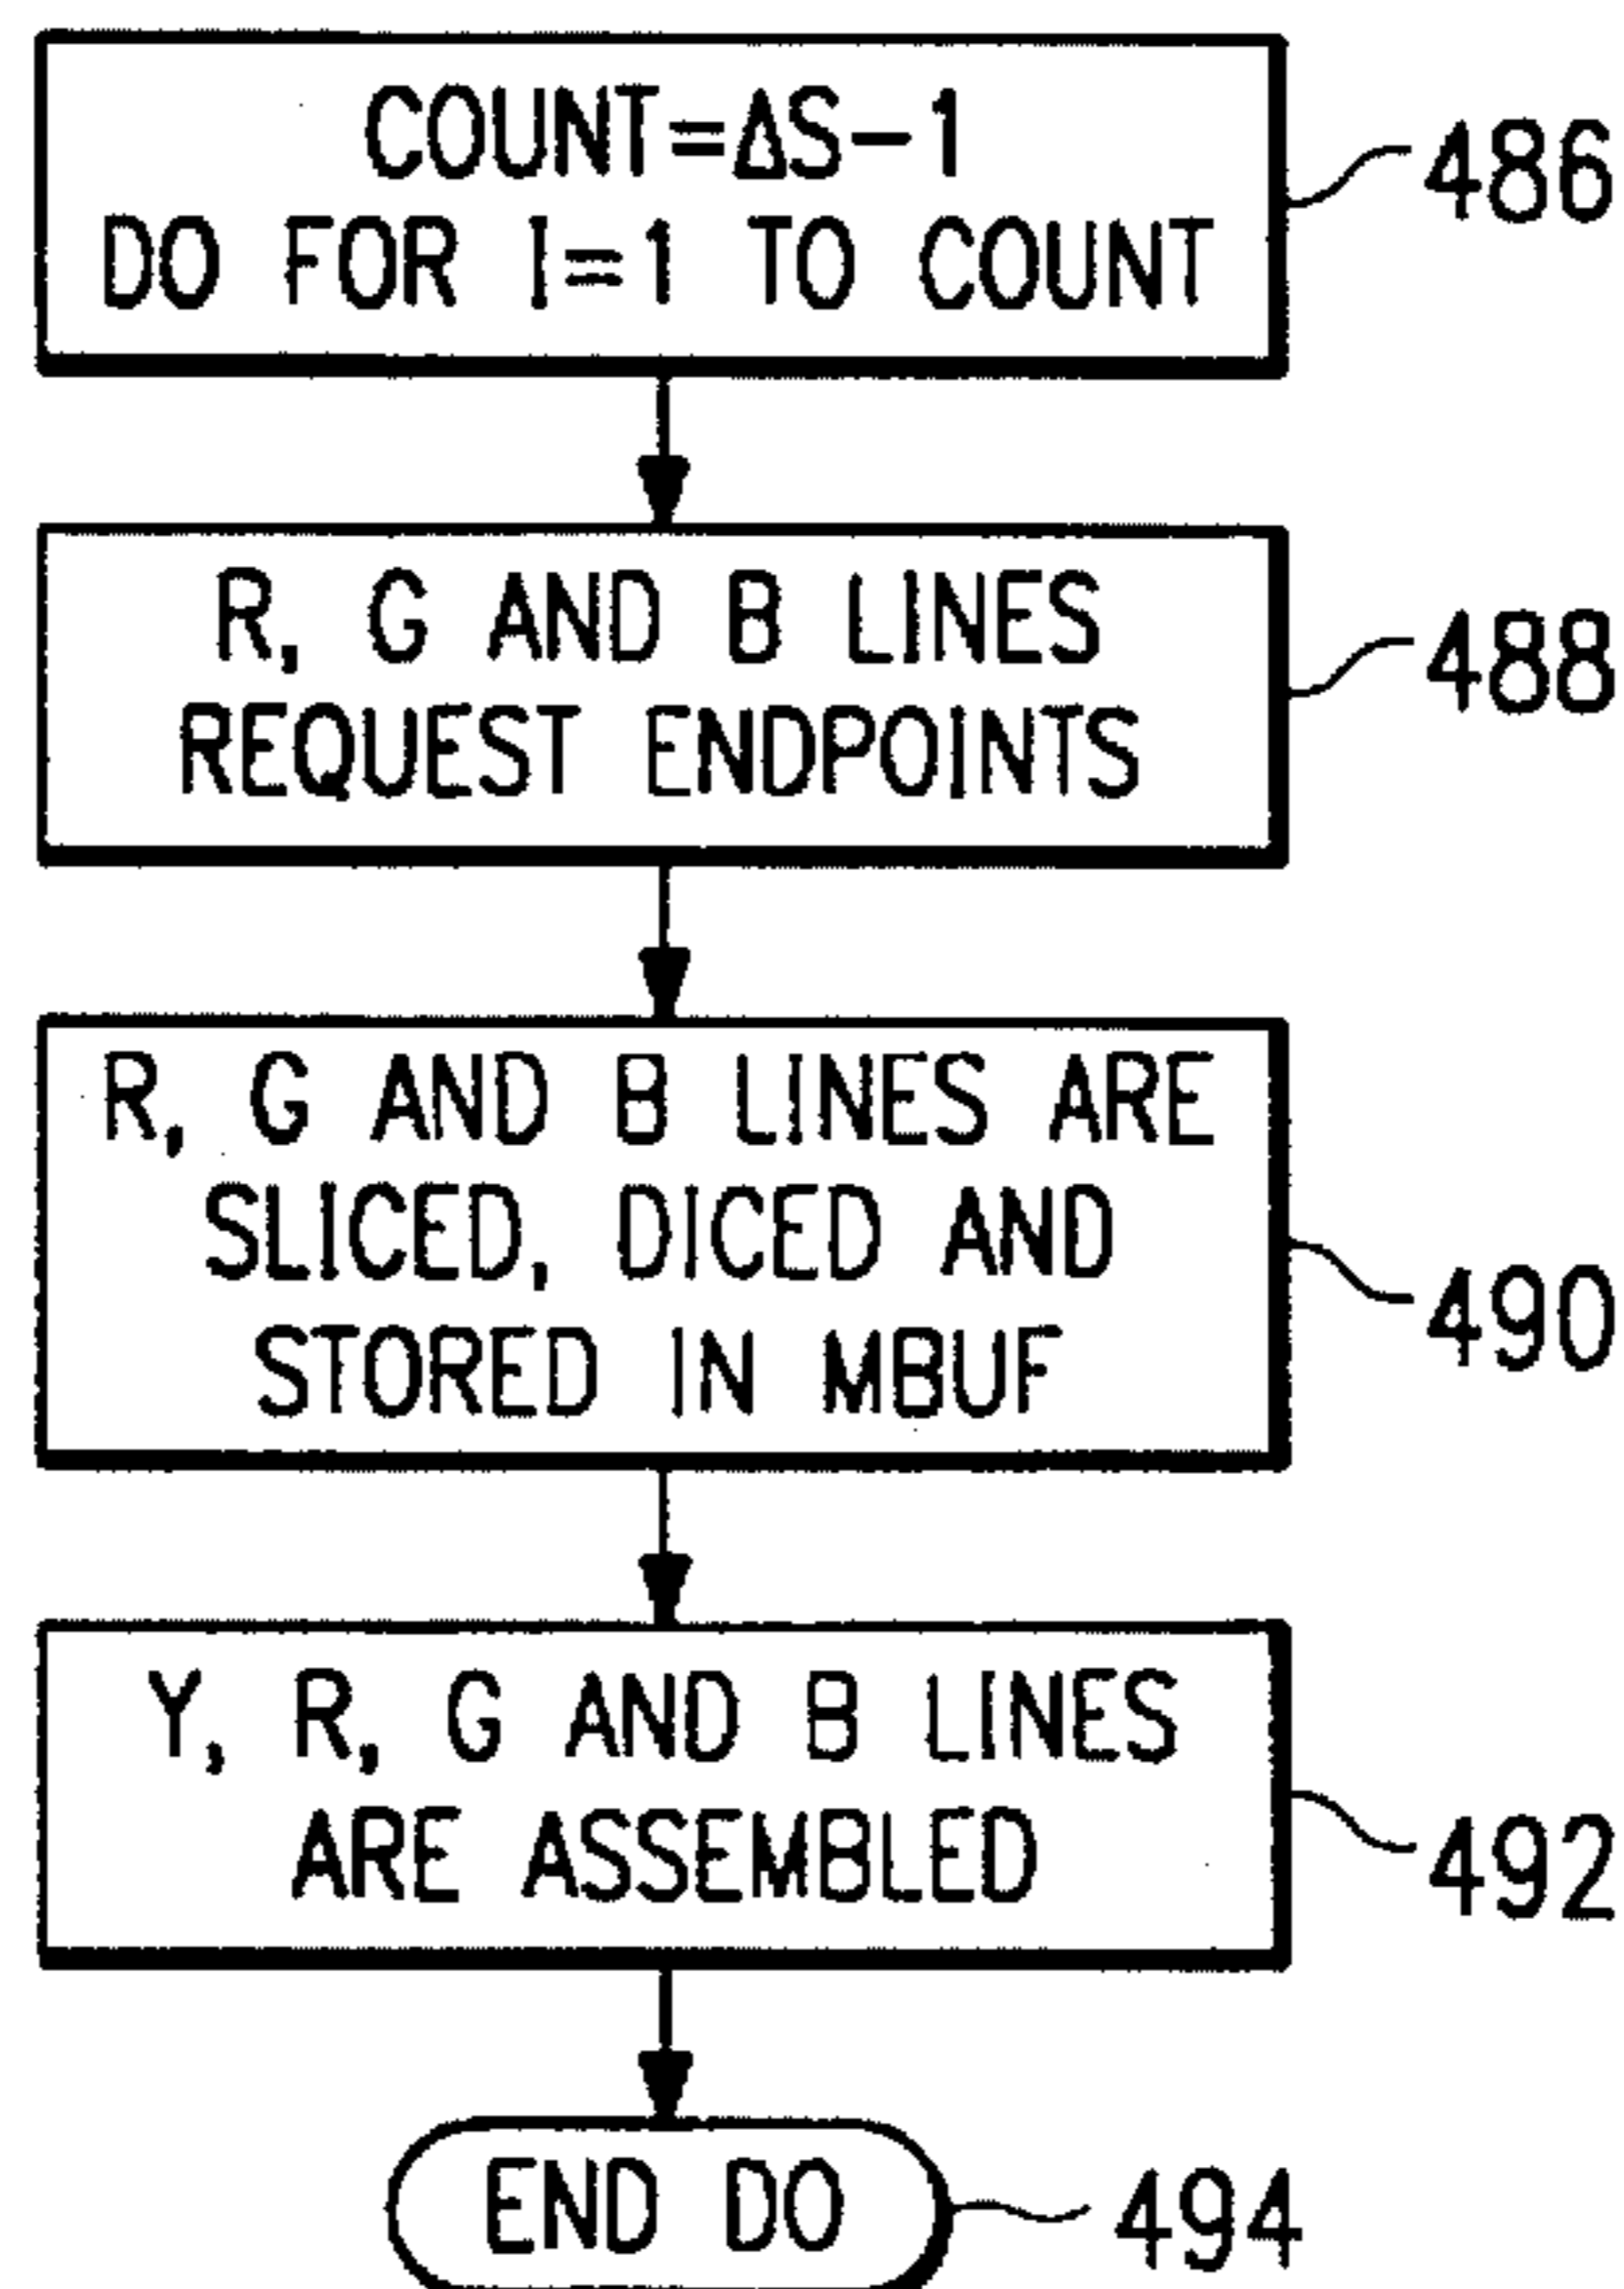 COUNT=ΔS-1
DO FOR I=1 TO COUNT
486
R, G AND B LINES
REQUEST ENDPOINTS
488
R, G AND B LINES ARE
SLICED, DICED AND
STORED IN MBUF
490
Y, R, G AND B LINES
ARE ASSEMBLED
492
END DO
494